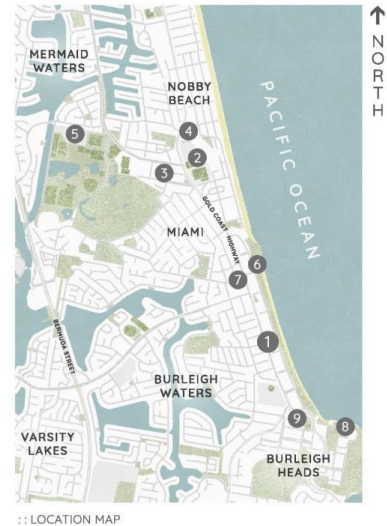 MERMAID
WATERS
NOBBY
BEACH
NORTH
PACIFIC OCEAN
4
5
2
3
GOLD COAST HIGHWAY
MIAMI
6
7
BERMUDA STREET
1
BURLEIGH
WATERS
9
8
VARSITY
LAKES
BURLEIGH
HEADS
:: LOCATION MAP